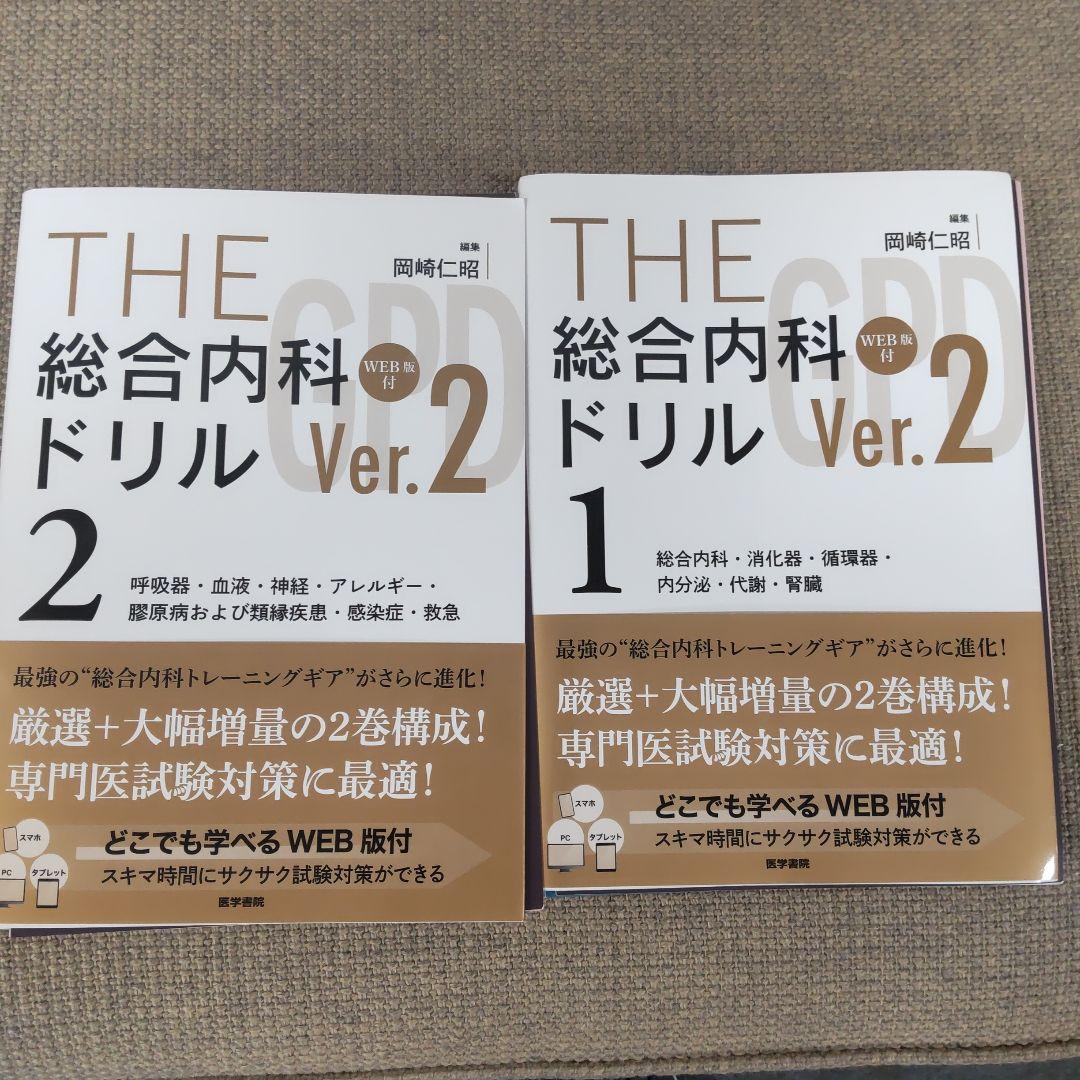 THE
編集
岡崎仁昭
GPD
総合内科
WEB版
付
ドリル
Ver.2
2
呼吸器・血液・神経・アレルギー・
膠原病および類縁疾患・感染症・救急
最強の“総合内科トレーニングギア”がさらに進化！
厳選＋大幅増量の2巻構成！
専門医試験対策に最適！
スマホ
PC
タブレット
どこでも学べる WEB 版付
スキマ時間にサクサク試験対策ができる
医学書院
THE
編集
岡崎仁昭
GPD
総合内科
WEB版
付
ドリル
Ver.2
1
総合内科・消化器・循環器・
内分泌・代謝・腎臓
最強の“総合内科トレーニングギア”がさらに進化！
厳選＋大幅増量の2巻構成！
専門医試験対策に最適！
スマホ
PC
タブレット
どこでも学べる WEB 版付
スキマ時間にサクサク試験対策ができる
医学書院